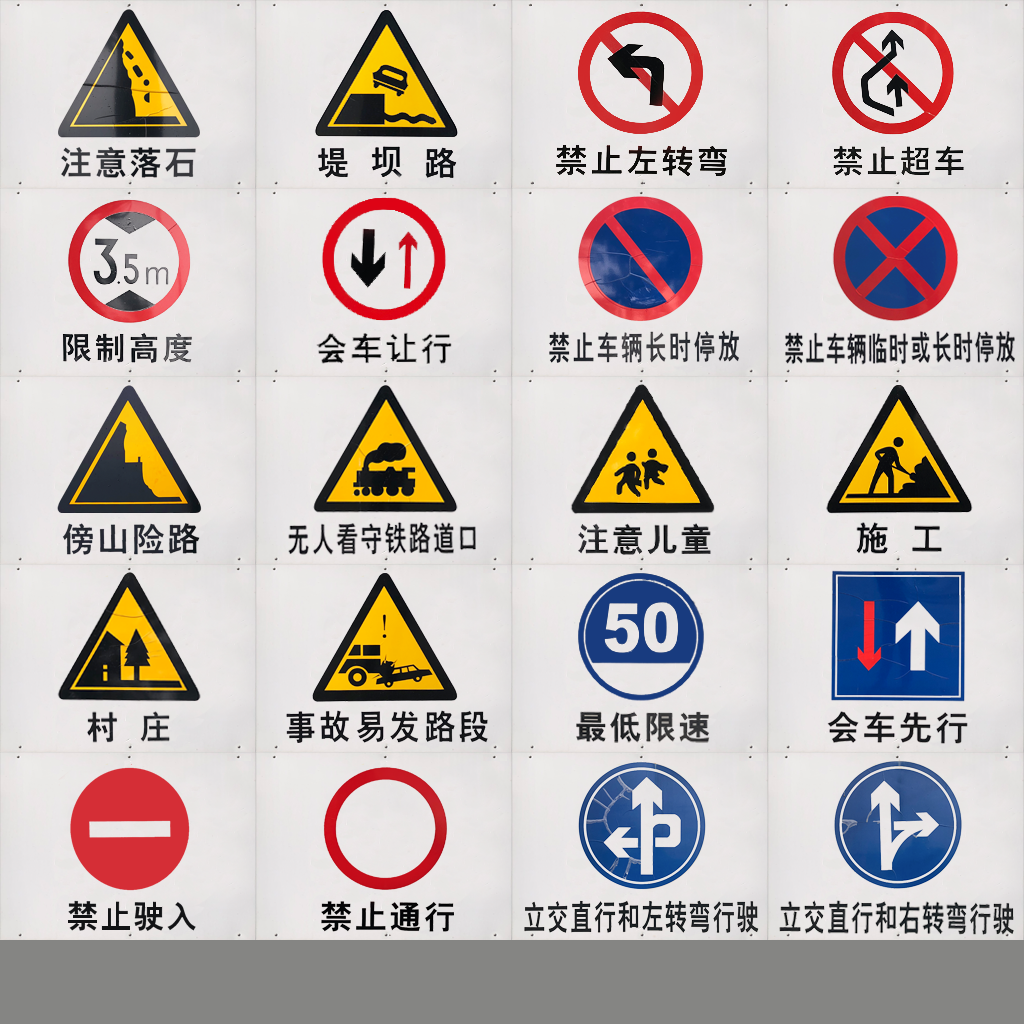 注意落石
堤坝路
禁止左转弯
禁止超车
3.5m
限制高度
会车让行
禁止车辆长时停放
禁止车辆临时或长时停放
傍山险路
无人看守铁路道口
注意儿童
施工
村庄
!
事故易发路段
50
最低限速
会车先行
禁止驶入
禁止通行
立交直行和左转弯行驶
立交直行和右转弯行驶